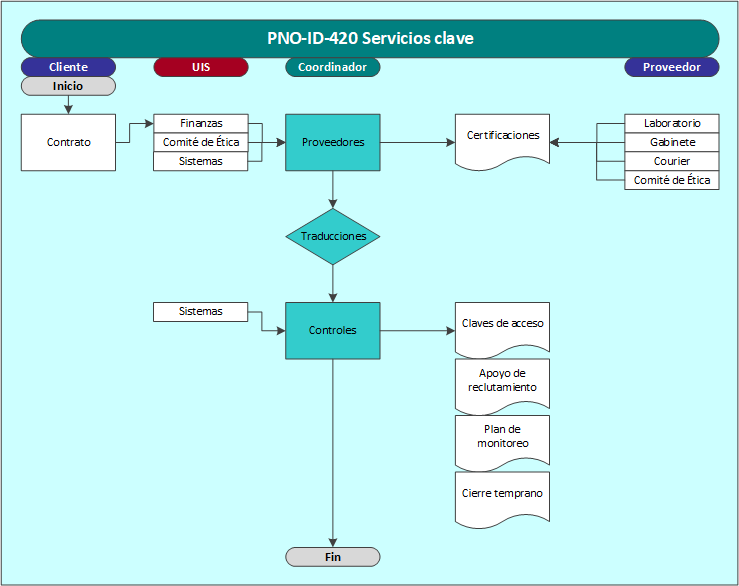 PNO-ID-420 Servicios clave
Cliente
UIS
Coordinador
Proveedor
Inicio
Contrato
Finanzas
Comité de Ética
Sistemas
Proveedores
Certificaciones
Laboratorio
Gabinete
Courier
Comité de Ética
Traducciones
Sistemas
Controles
Claves de acceso
Apoyo de
reclutamiento
Plan de
monitoreo
Cierre temprano
Fin